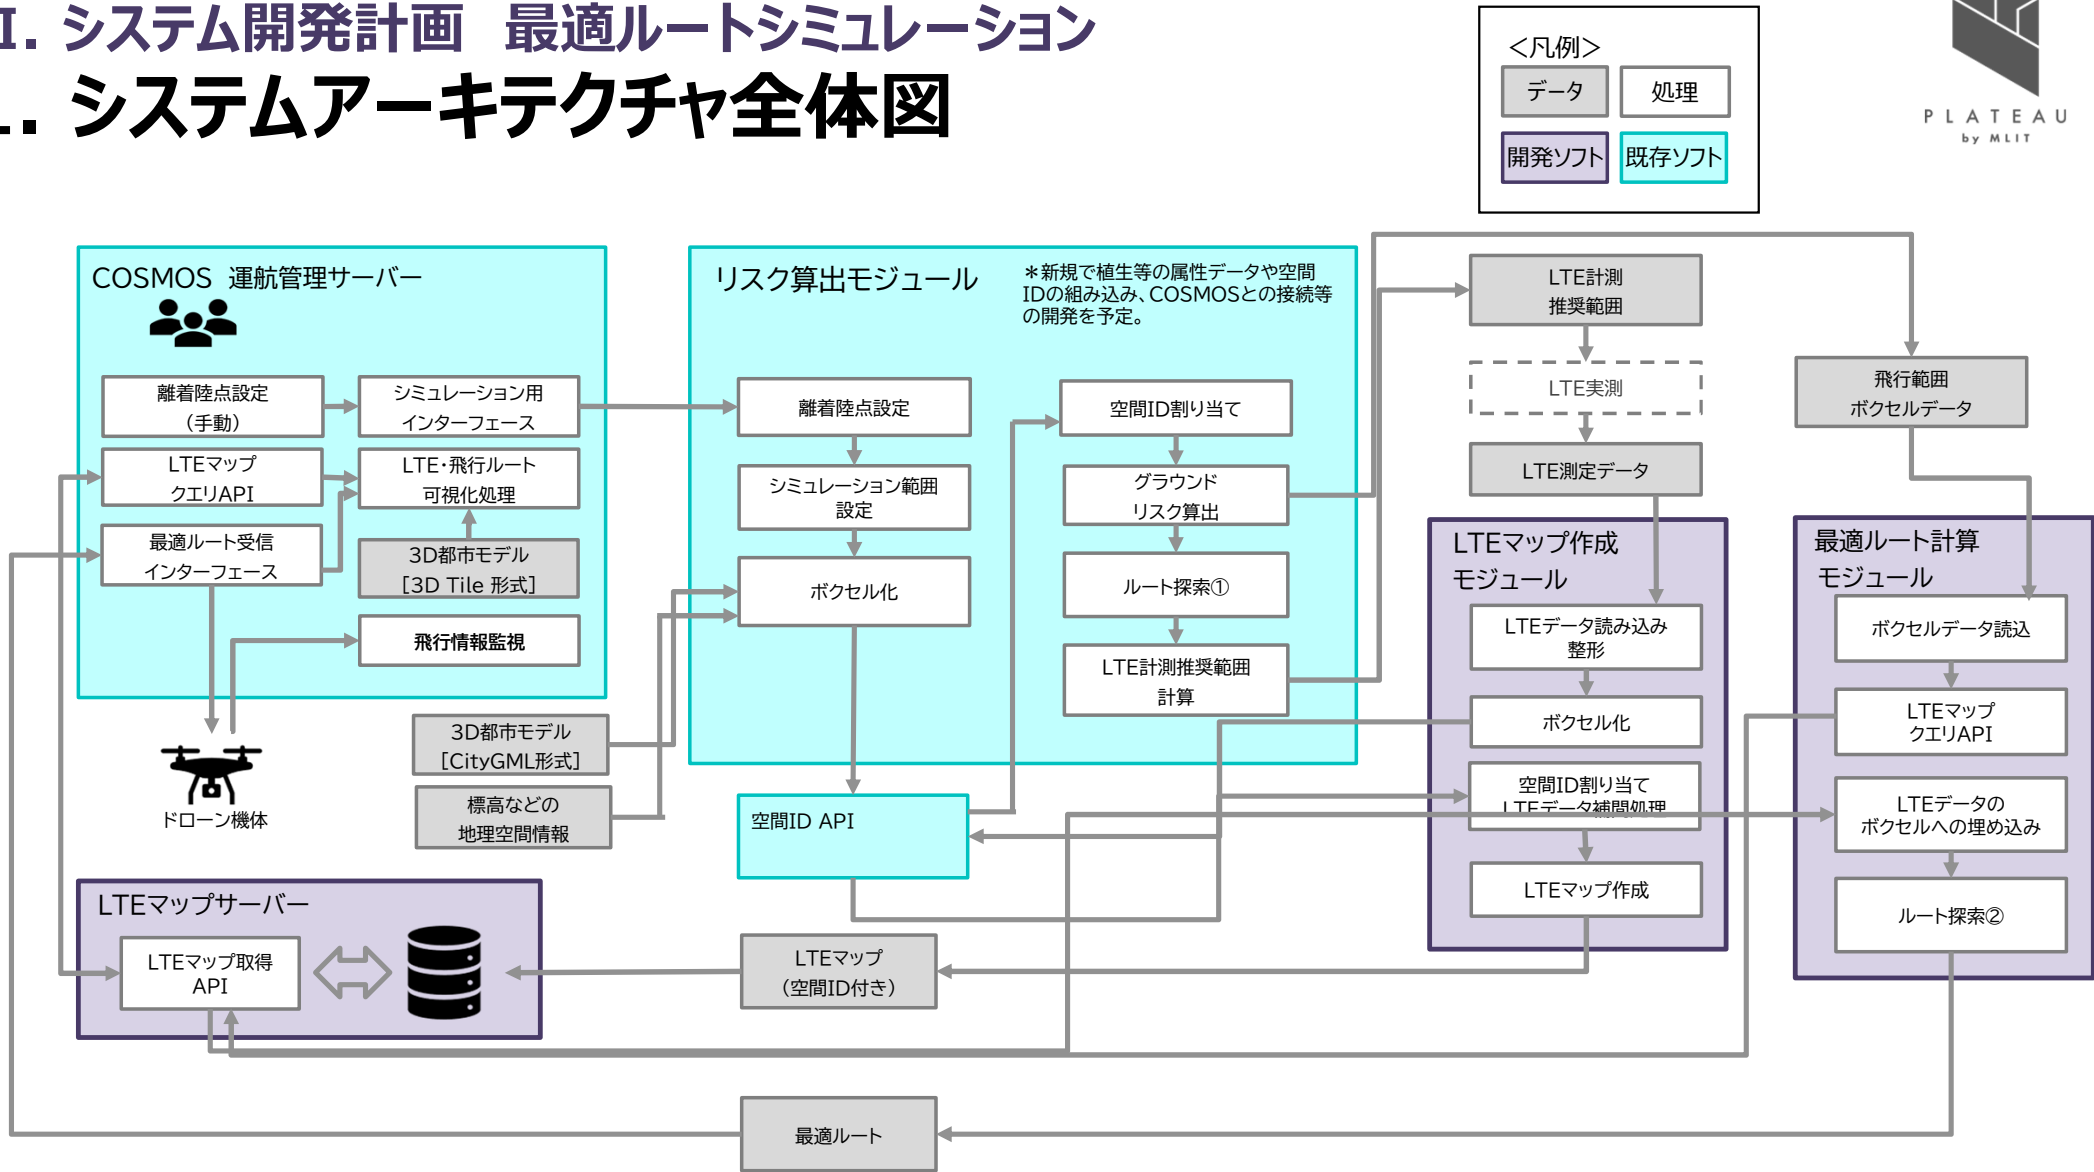 I. システム開発計画　最適ルートシミュレーション
1. システムアーキテクチャ全体図
<凡例>
データ
処理
開発ソフト
既存ソフト
PLATEAU
by MLIT
COSMOS 運航管理サーバー
離着陸点設定
（手動）
シミュレーション用
インターフェース
LTEマップ
クエリAPI
LTE・飛行ルート
可視化処理
最適ルート受信
インターフェース
3D都市モデル
[3D Tile 形式]
飛行情報監視
ドローン機体
3D都市モデル
[CityGML形式]
標高などの
地理空間情報
リスク算出モジュール
＊新規で植生等の属性データや空間
IDの組み込み、COSMOSとの接続等
の開発を予定。
離着陸点設定
シミュレーション範囲
設定
ボクセル化
空間ID割り当て
グラウンド
リスク算出
ルート探索①
LTE計測推奨範囲
計算
空間ID API
LTE計測
推奨範囲
LTE実測
LTE測定データ
飛行範囲
ボクセルデータ
LTEマップ作成
モジュール
LTEデータ読み込み
整形
ボクセル化
空間ID割り当て
LTEデータ補間処理
LTEマップ作成
最適ルート計算
モジュール
ボクセルデータ読込
LTEマップ
クエリAPI
LTEデータの
ボクセルへの埋め込み
ルート探索②
LTEマップサーバー
LTEマップ取得
API
LTEマップ
（空間ID付き）
最適ルート